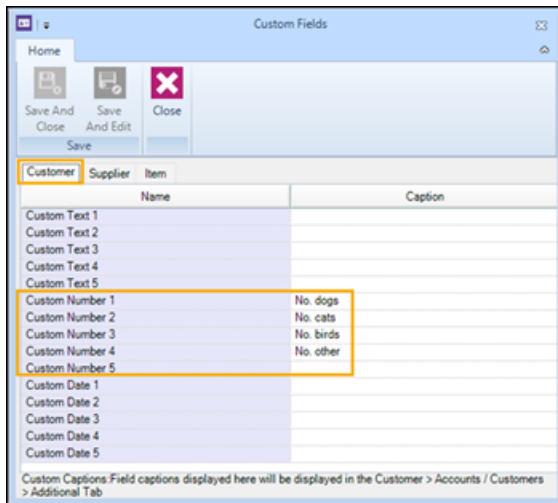 Custom Fields
Home
Save And Close
Save And Edit
Close
Save
Customer Supplier Item
Name Caption
Custom Text 1
Custom Text 2
Custom Text 3
Custom Text 4
Custom Text 5
Custom Number 1 No. dogs
Custom Number 2 No. cats
Custom Number 3 No. birds
Custom Number 4 No. other
Custom Number 5
Custom Date 1
Custom Date 2
Custom Date 3
Custom Date 4
Custom Date 5
Custom Captions:Field captions displayed here will be displayed in the Customer > Accounts / Customers
> Additional Tab